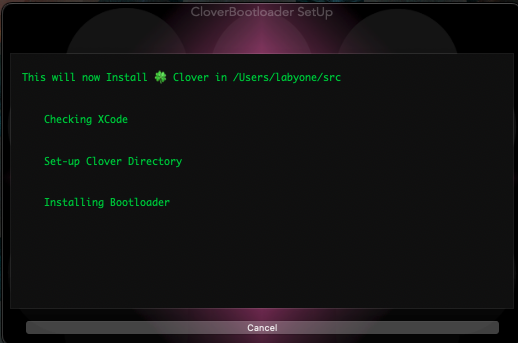 CloverBootloader SetUp
This will now Install 🍀 Clover in /Users/labyone/src
Checking XCode
Set-up Clover Directory
Installing Bootloader
Cancel